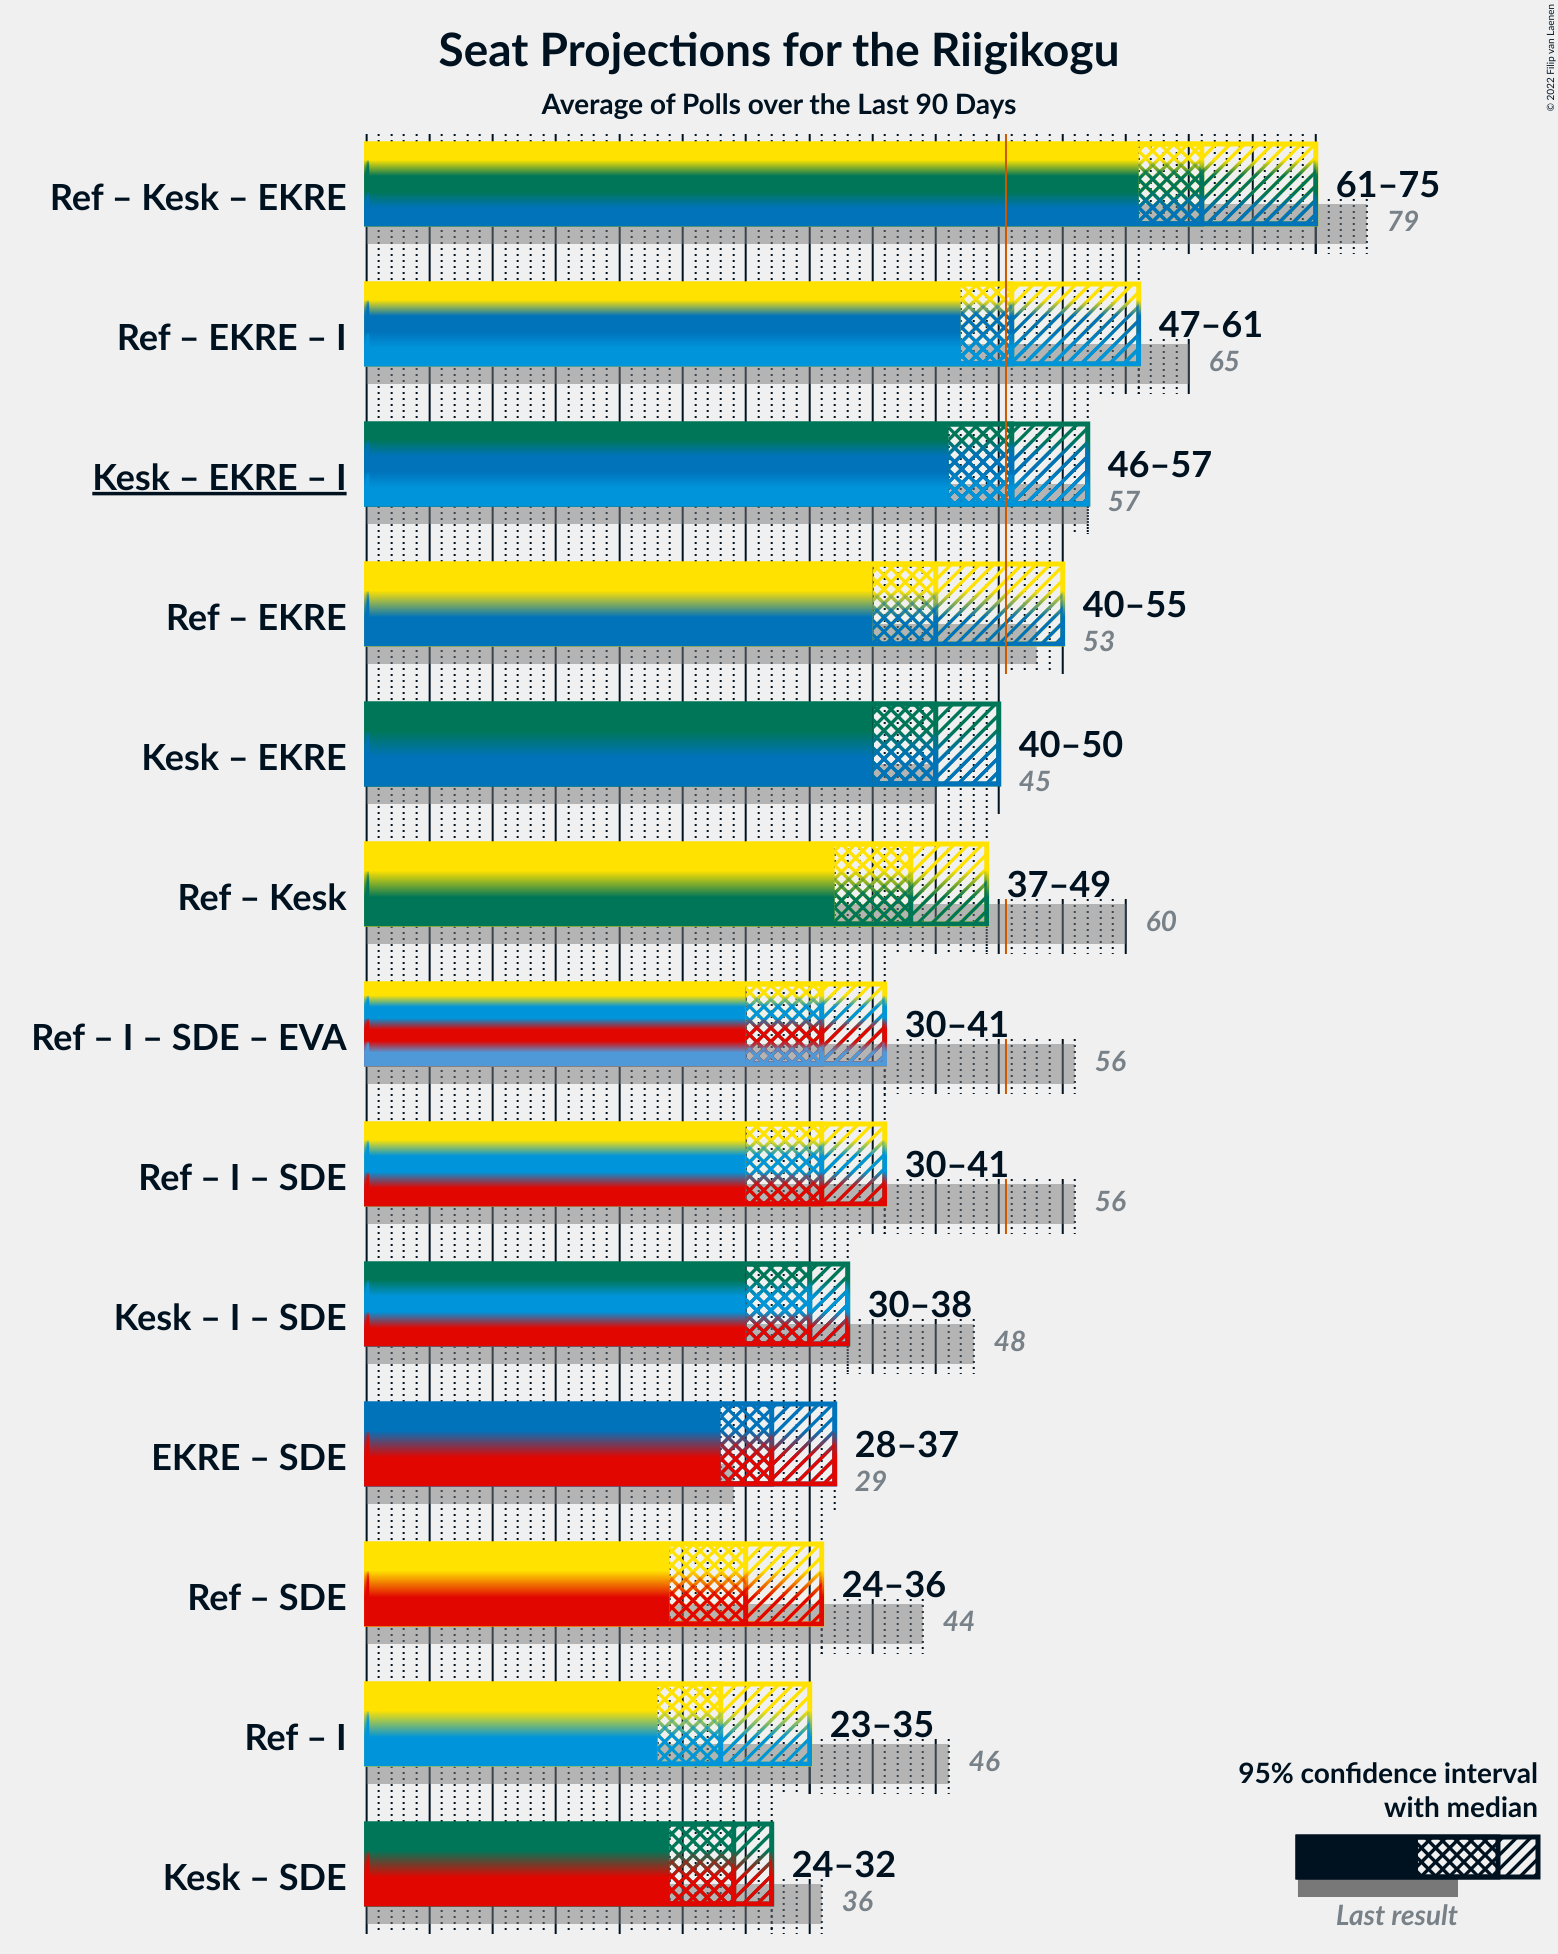 Seat Projections for the Riigikogu
Average of Polls over the Last 90 Days
© 2022 Filip van Laenen
Ref – Kesk – EKRE
61–75
79
Ref – EKRE – I
47–61
65
Kesk – EKRE – I
46–57
57
Ref – EKRE
40–55
53
Kesk – EKRE
40–50
45
Ref – Kesk
37–49
60
Ref – I – SDE – EVA
30–41
56
Ref – I – SDE
30–41
56
Kesk – I – SDE
30–38
48
EKRE – SDE
28–37
29
Ref – SDE
24–36
44
Ref – I
23–35
46
Kesk – SDE
24–32
36
95% confidence interval
with median
Last result